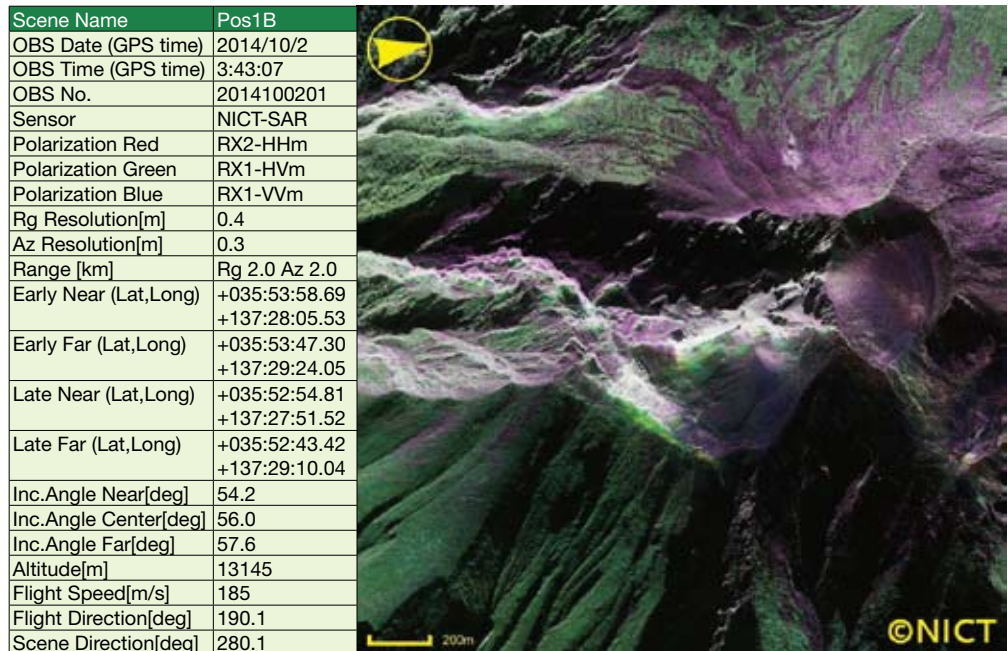 Scene Name Pos1B
OBS Date (GPS time) 2014/10/2
OBS Time (GPS time) 3:43:07
OBS No. 2014100201
Sensor NICT-SAR
Polarization Red RX2-HHm
Polarization Green RX1-HVm
Polarization Blue RX1-VVm
Rg Resolution[m] 0.4
Az Resolution[m] 0.3
Range [km] Rg 2.0 Az 2.0
Early Near (Lat,Long) +035:53:58.69
+137:28:05.53
Early Far (Lat,Long) +035:53:47.30
+137:29:24.05
Late Near (Lat,Long) +035:52:54.81
+137:27:51.52
Late Far (Lat,Long) +035:52:43.42
+137:29:10.04
Inc.Angle Near[deg] 54.2
Inc.Angle Center[deg] 56.0
Inc.Angle Far[deg] 57.6
Altitude[m] 13145
Flight Speed[m/s] 185
Flight Direction[deg] 190.1
Scene Direction[deg] 280.1
200m
©NICT